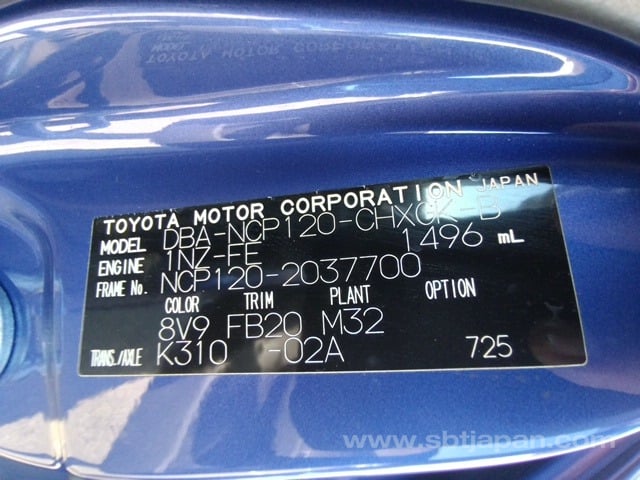 TOYOTA MOTOR CORPORATION JAPAN
MODEL DBA-NCP120-CHXGK-B
ENGINE 1NZ-FE 1496 mL
FRAME No. NCP120-2037700
COLOR TRIM PLANT OPTION
8V9 FB20 M32
TRANS./AXLE K310 -02A 725
www.sbtjapan.com